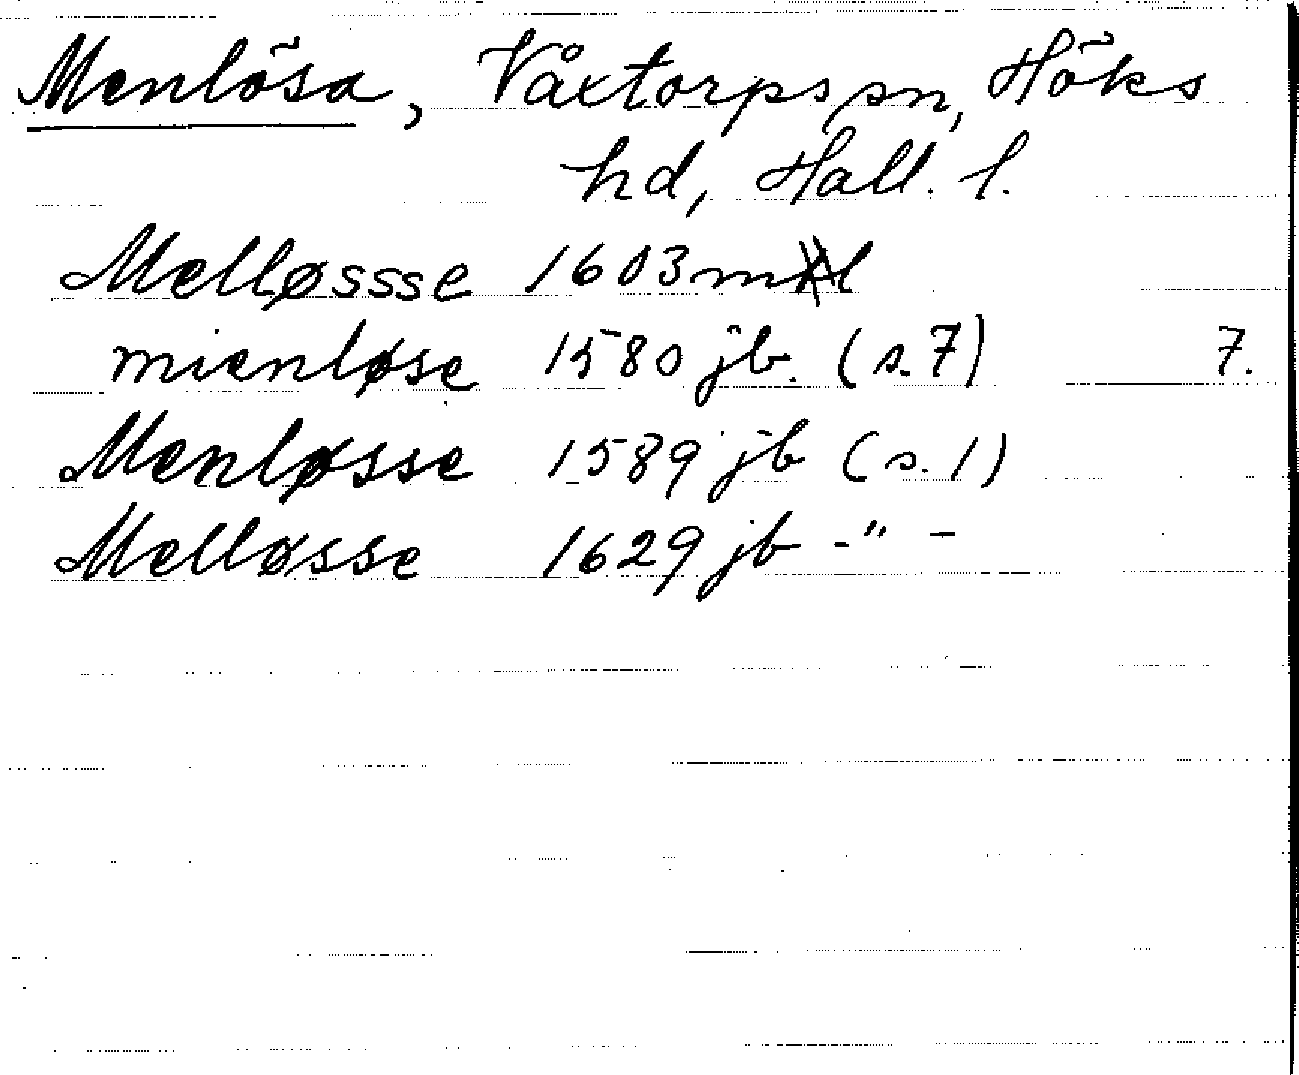 Menlösa, Våxtorps sn, Höks
hd, Hall. l.
Melløssse 1603 ml
mienløse 1580 jb. (s. 7) 7.
Menløsse 1589 jb (s. 1)
Melløsse 1629 jb -"-